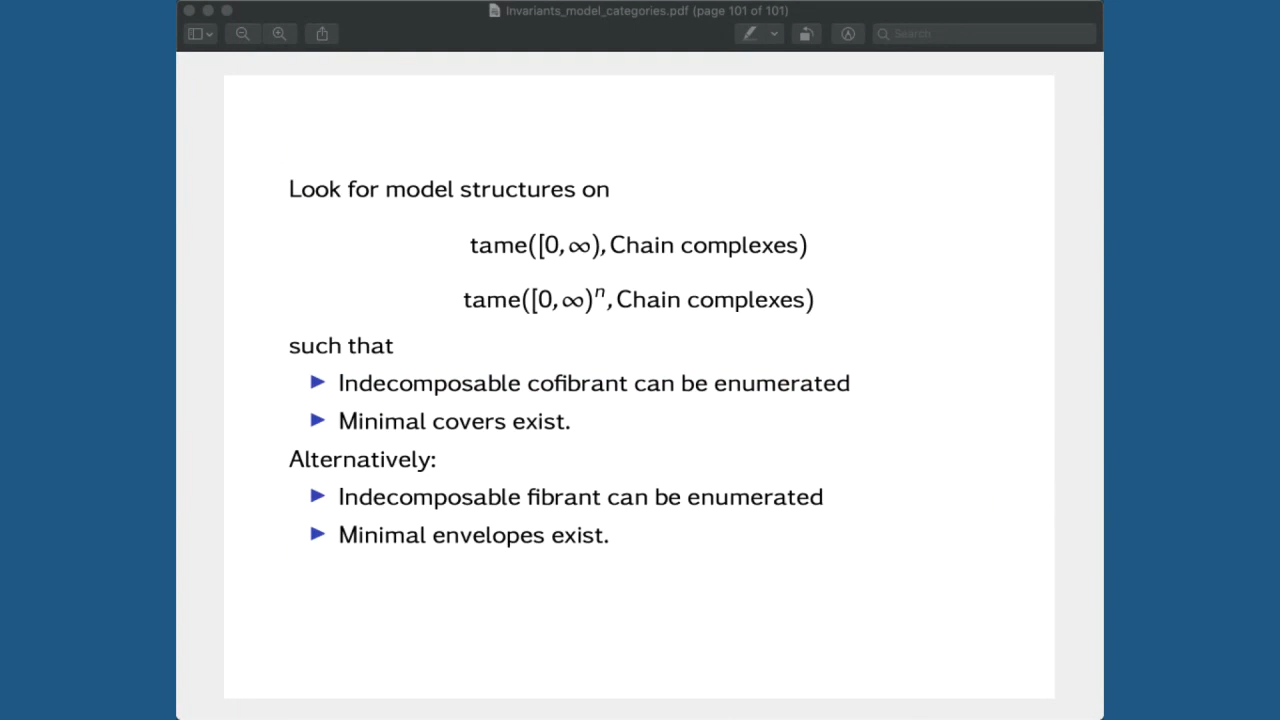 Invariants_model_categories.pdf (page 101 of 101)
Search
Look for model structures on
tame([0, ∞), Chain complexes)
tame([0, ∞)ⁿ, Chain complexes)
such that
▶ Indecomposable cofibrant can be enumerated
▶ Minimal covers exist.
Alternatively:
▶ Indecomposable fibrant can be enumerated
▶ Minimal envelopes exist.